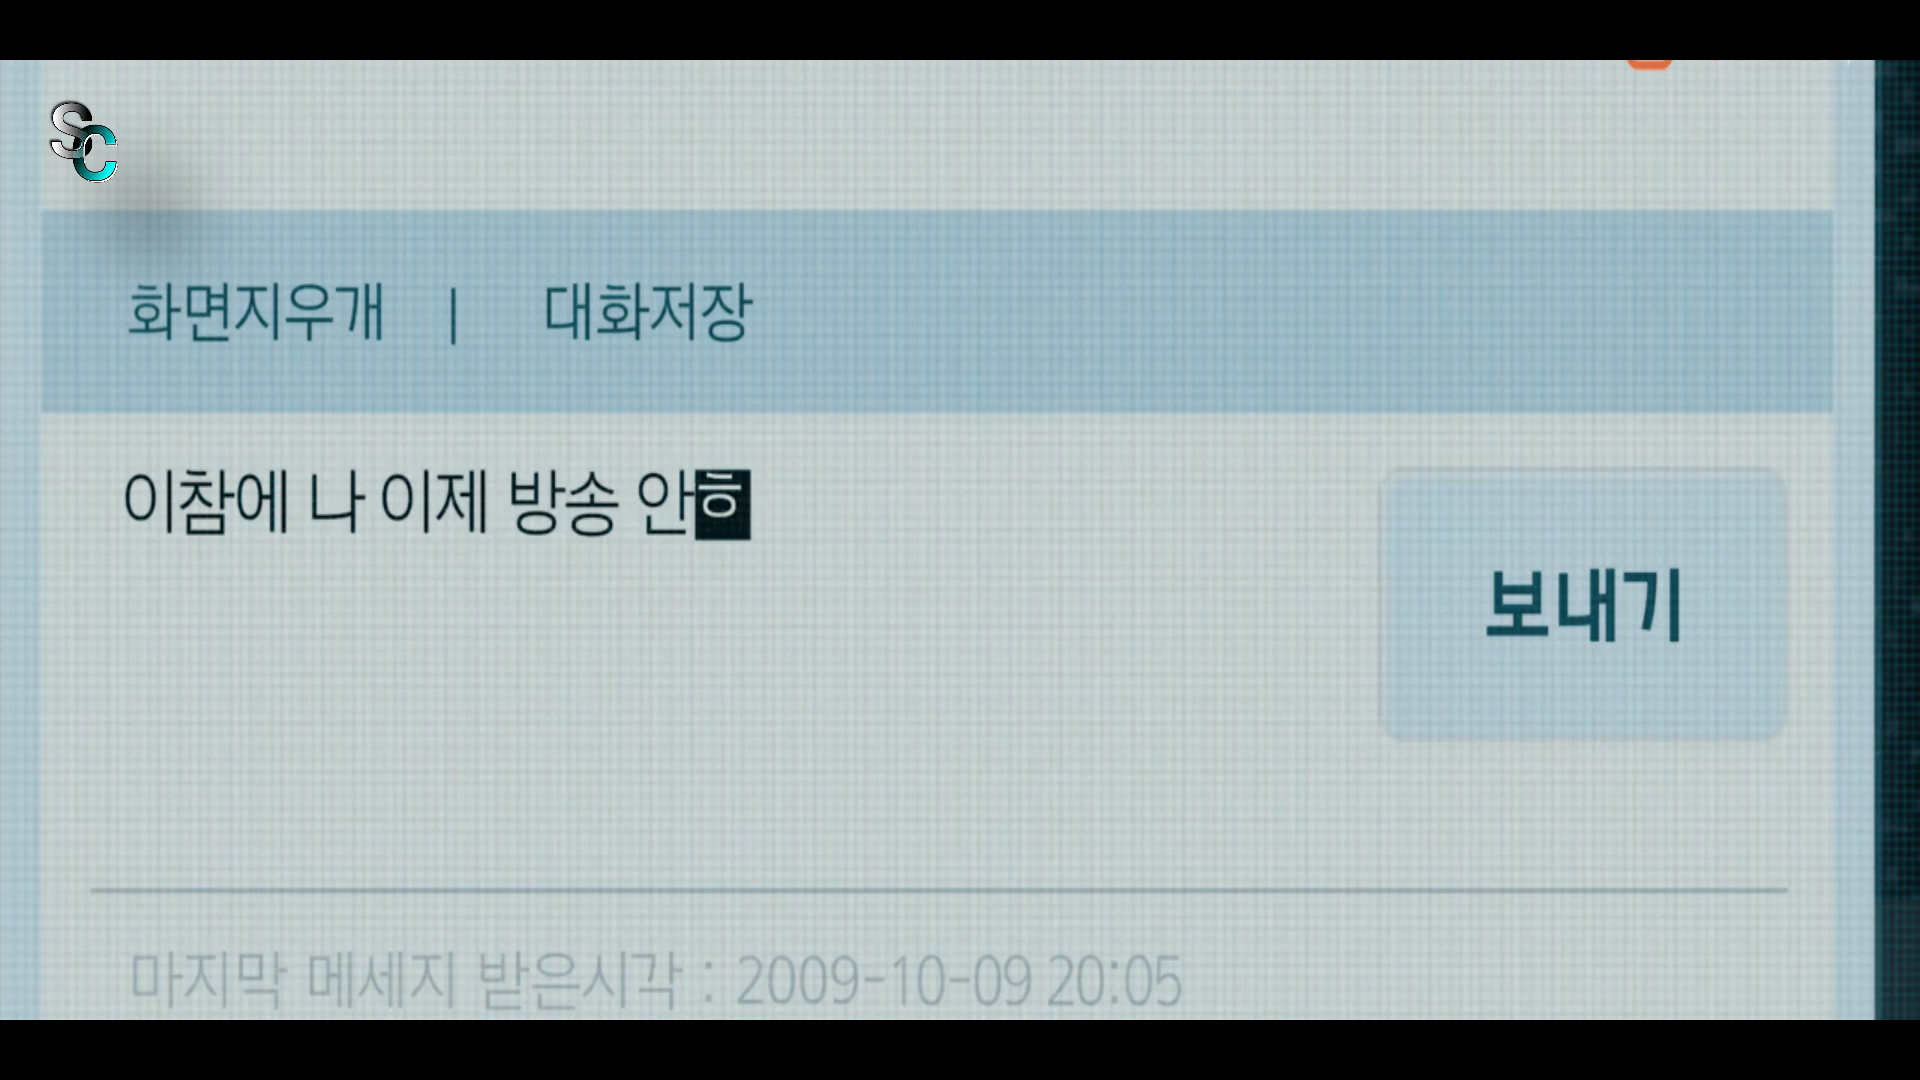 SC
화면지우개 | 대화저장
이참에 나 이제 방송 안ㅎ
보내기
마지막 메세지 받은시각 : 2009-10-09 20:05